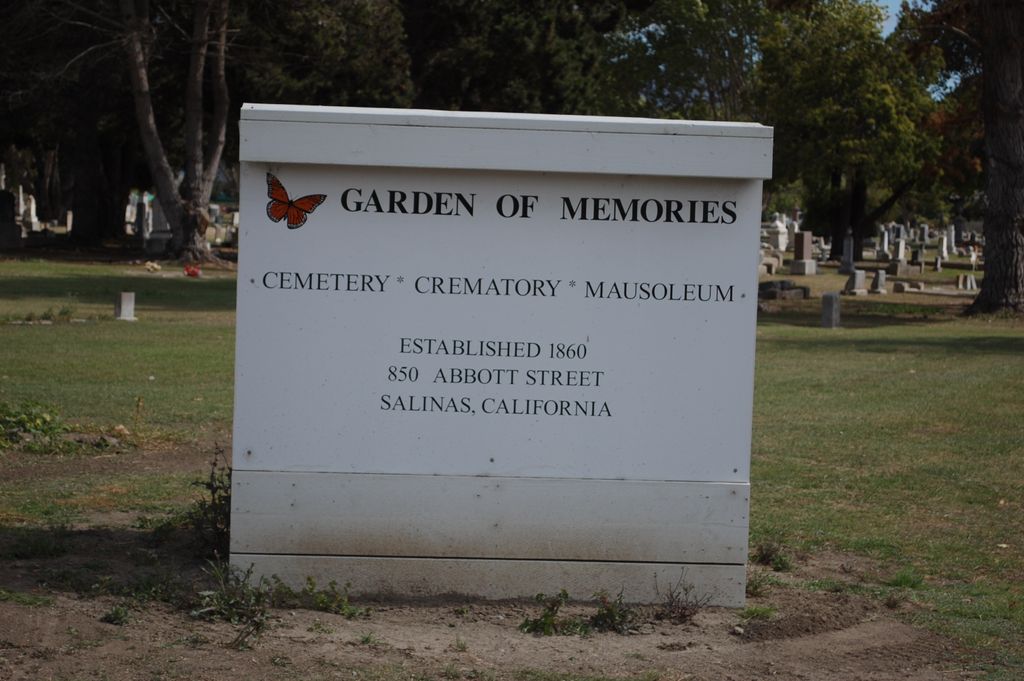 GARDEN OF MEMORIES
CEMETERY * CREMATORY * MAUSOLEUM
ESTABLISHED 1860
850 ABBOTT STREET
SALINAS, CALIFORNIA